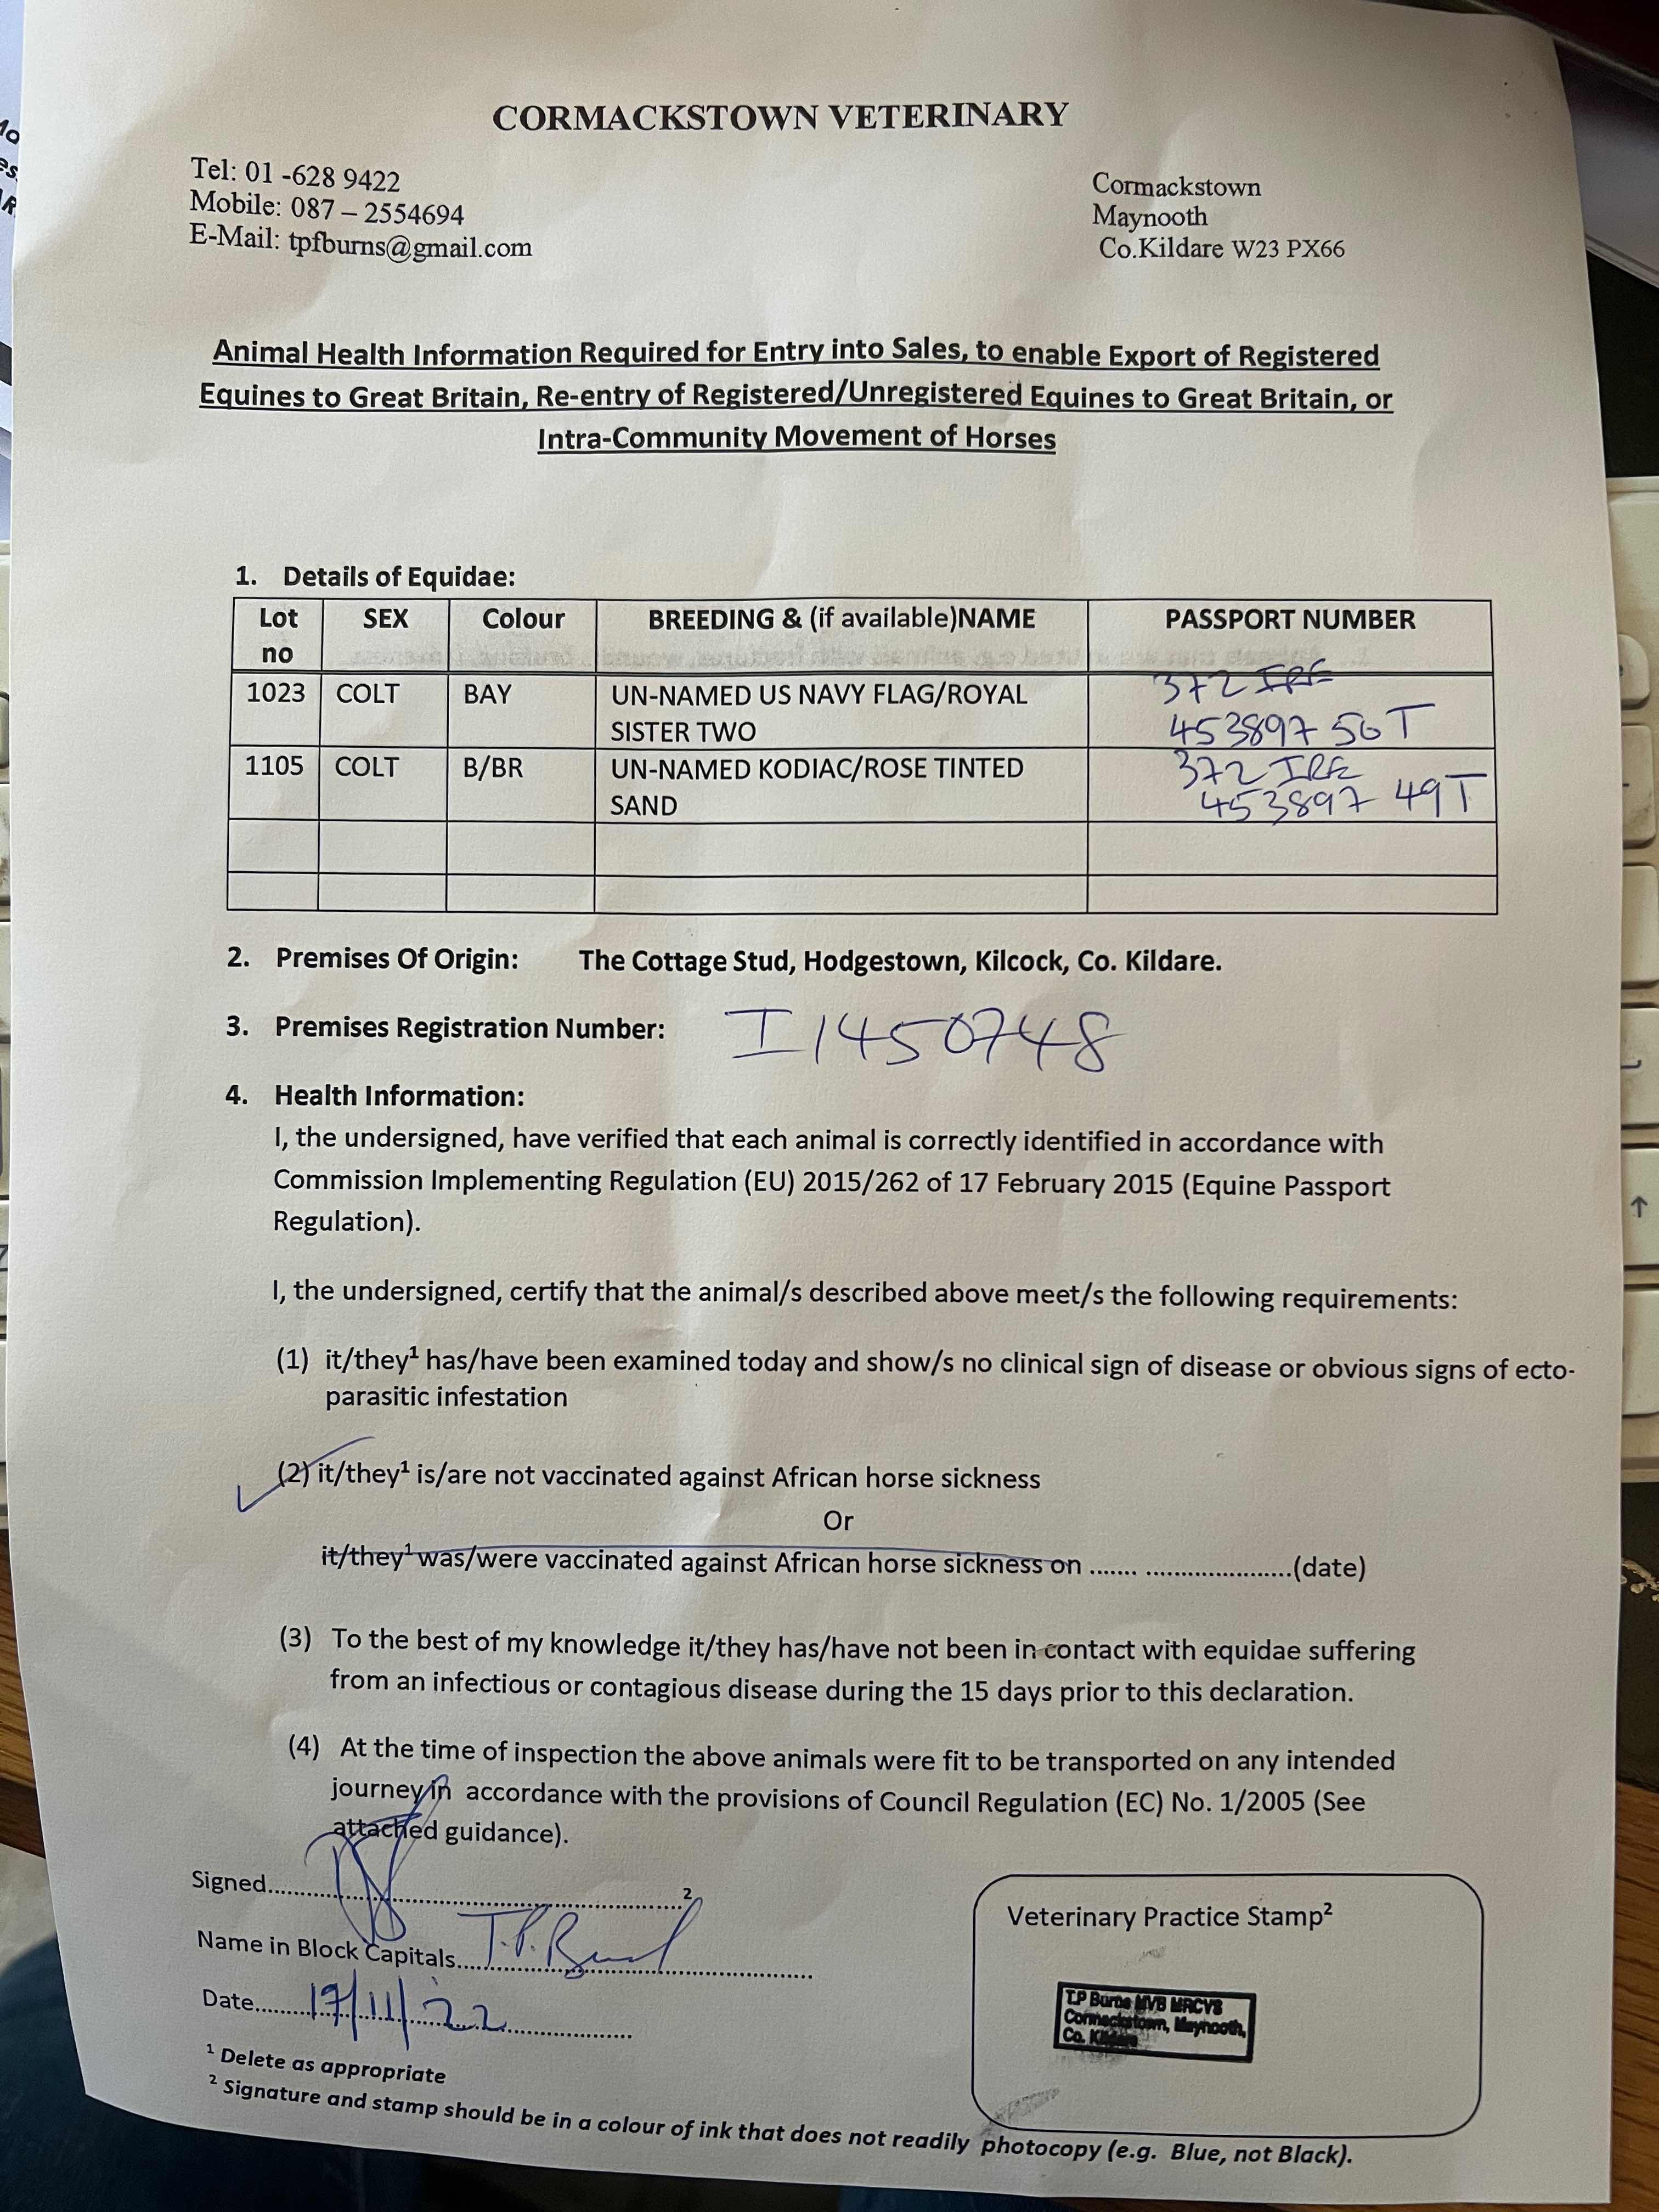 CORMACKSTOWN VETERINARY
Tel: 01 -628 9422
Mobile: 087 – 2554694
E-Mail: tpfburns@gmail.com
Cormackstown
Maynooth
Co.Kildare W23 PX66
Animal Health Information Required for Entry into Sales, to enable Export of Registered
Equines to Great Britain, Re-entry of Registered/Unregistered Equines to Great Britain, or
Intra-Community Movement of Horses
1. Details of Equidae:
Lot no SEX Colour BREEDING & (if available)NAME PASSPORT NUMBER
1023 COLT BAY UN-NAMED US NAVY FLAG/ROYAL 372 IRE
SISTER TWO 453897 50T
1105 COLT B/BR UN-NAMED KODIAC/ROSE TINTED 372 IRE
SAND 453897 49T
2. Premises Of Origin: The Cottage Stud, Hodgestown, Kilcock, Co. Kildare.
3. Premises Registration Number: I1450748
4. Health Information:
I, the undersigned, have verified that each animal is correctly identified in accordance with
Commission Implementing Regulation (EU) 2015/262 of 17 February 2015 (Equine Passport
Regulation).
I, the undersigned, certify that the animal/s described above meet/s the following requirements:
(1) it/they¹ has/have been examined today and show/s no clinical sign of disease or obvious signs of ecto-
parasitic infestation
(2) it/they¹ is/are not vaccinated against African horse sickness
Or
it/they¹ was/were vaccinated against African horse sickness on ....... .....................(date)
(3) To the best of my knowledge it/they has/have not been in contact with equidae suffering
from an infectious or contagious disease during the 15 days prior to this declaration.
(4) At the time of inspection the above animals were fit to be transported on any intended
journey in accordance with the provisions of Council Regulation (EC) No. 1/2005 (See
attached guidance).
Signed..........2
Name in Block Capitals.....T.P.
Date.....17/11/22.....
Veterinary Practice Stamp²
T.P Burns MVB MRCVS
Cormackstown, Maynooth,
Co. Kildare
¹ Delete as appropriate
² Signature and stamp should be in a colour of ink that does not readily photocopy (e.g. Blue, not Black).